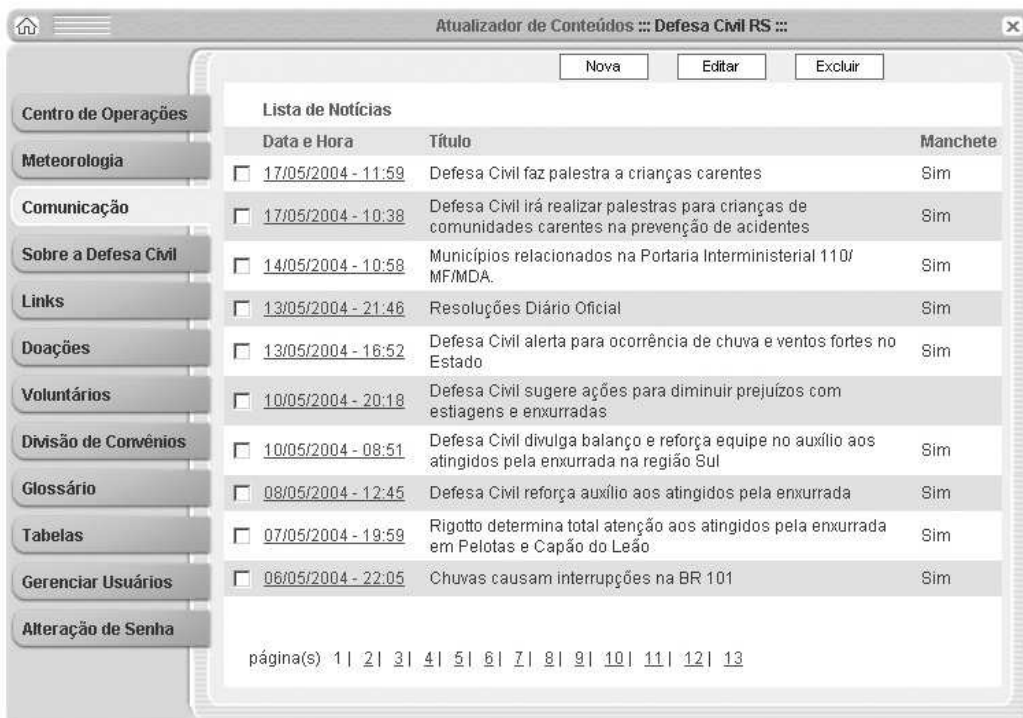 Atualizador de Conteúdos ::: Defesa Civil RS :::
Nova Editar Excluir
Centro de Operações
Meteorologia
Comunicação
Sobre a Defesa Civil
Links
Doações
Voluntários
Divisão de Convênios
Glossário
Tabelas
Gerenciar Usuários
Alteração de Senha
Lista de Notícias
Data e Hora Título Manchete
17/05/2004 - 11:59 Defesa Civil faz palestra a crianças carentes Sim
17/05/2004 - 10:38 Defesa Civil irá realizar palestras para crianças de
comunidades carentes na prevenção de acidentes Sim
14/05/2004 - 10:58 Municípios relacionados na Portaria Interministerial 110/
MF/MDA. Sim
13/05/2004 - 21:46 Resoluções Diário Oficial Sim
13/05/2004 - 16:52 Defesa Civil alerta para ocorrência de chuva e ventos fortes no
Estado Sim
10/05/2004 - 20:18 Defesa Civil sugere ações para diminuir prejuízos com
estiagens e enxurradas
10/05/2004 - 08:51 Defesa Civil divulga balanço e reforça equipe no auxílio aos
atingidos pela enxurrada na região Sul Sim
08/05/2004 - 12:45 Defesa Civil reforça auxílio aos atingidos pela enxurrada Sim
07/05/2004 - 19:59 Rigotto determina total atenção aos atingidos pela enxurrada
em Pelotas e Capão do Leão Sim
06/05/2004 - 22:05 Chuvas causam interrupções na BR 101 Sim
página(s) 1| 2| 3| 4| 5| 6| 7| 8| 9| 10| 11| 12| 13